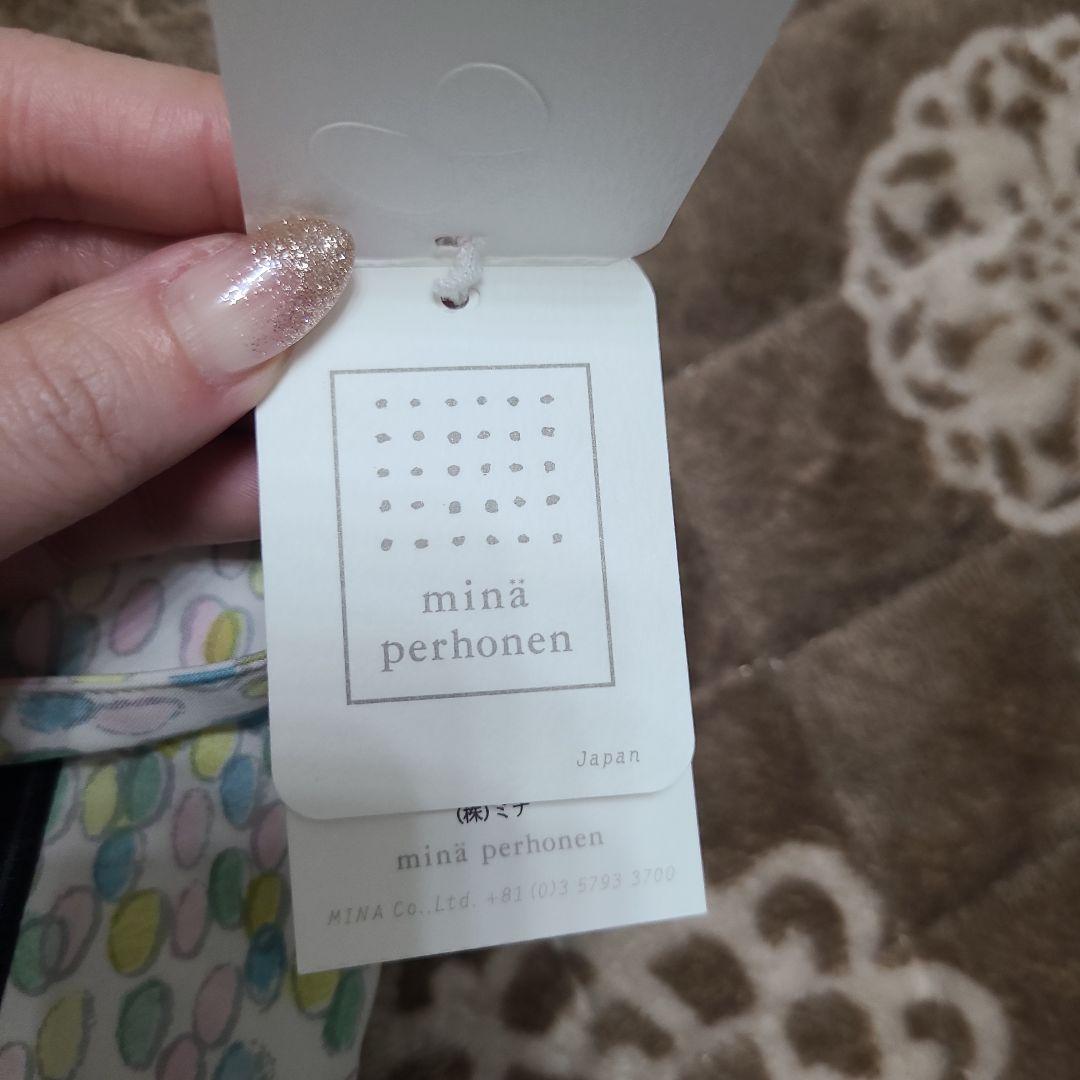 minä
perhonen
Japan
(株)ミナ
minä perhonen
MINA Co.,Ltd. +81 (0)3 5793 3700